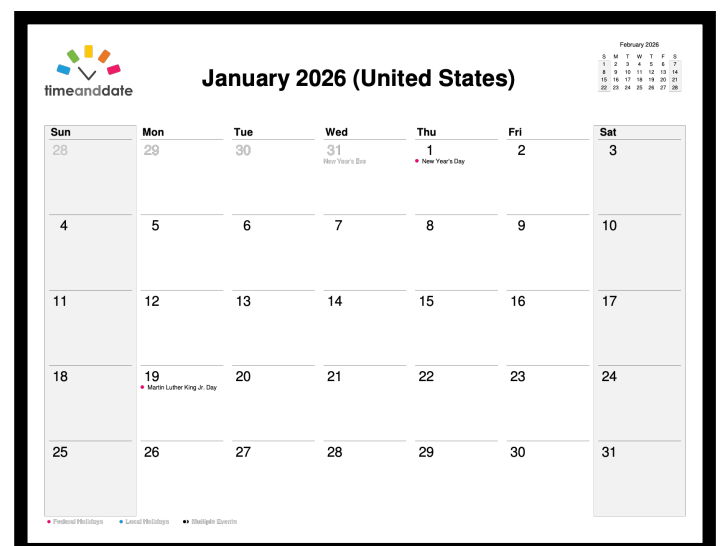 timeanddate
January 2026 (United States)
February 2026
S M T W T F S
1 2 3 4 5 6 7
8 9 10 11 12 13 14
15 16 17 18 19 20 21
22 23 24 25 26 27 28
Sun Mon Tue Wed Thu Fri Sat
28 29 30 31 1 2 3
New Year's Eve New Year's Day
4 5 6 7 8 9 10
11 12 13 14 15 16 17
18 19 20 21 22 23 24
Martin Luther King Jr. Day
25 26 27 28 29 30 31
Federal Holidays Local Holidays Multiple Events